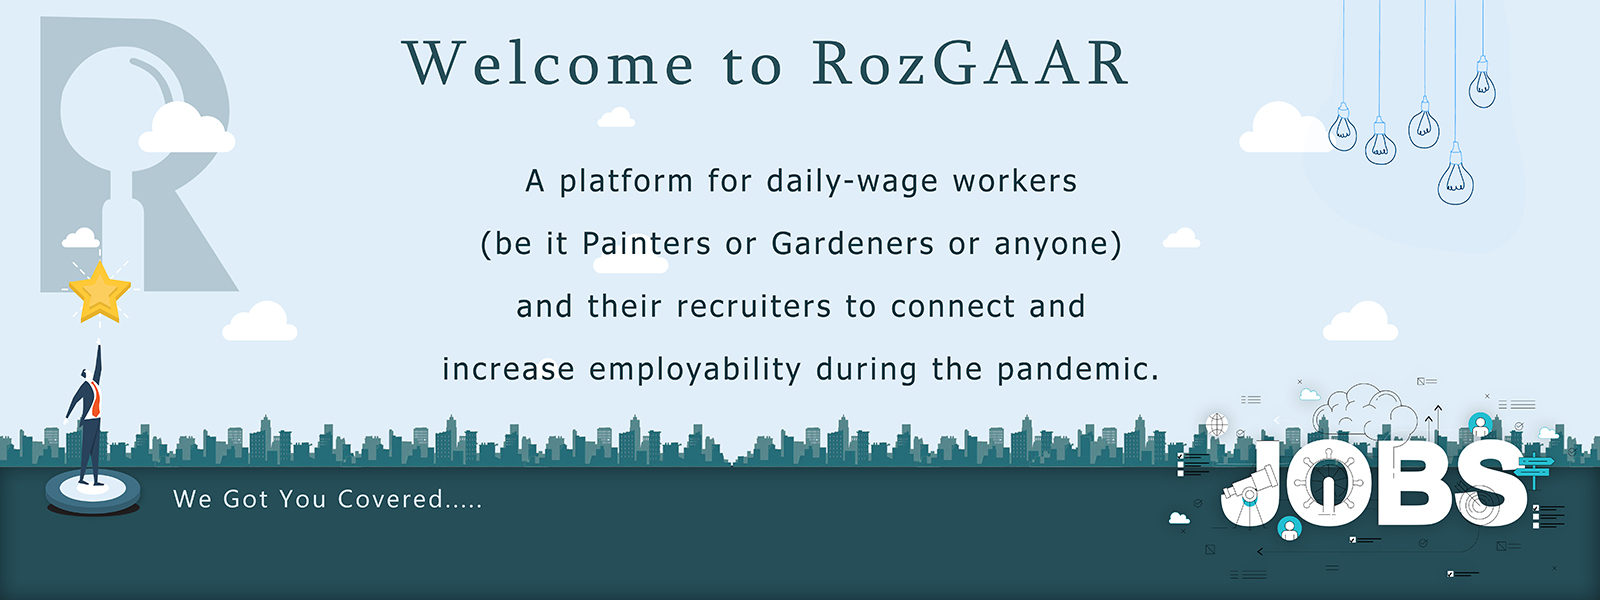 Welcome to RozGAAR
A platform for daily-wage workers
(be it Painters or Gardeners or anyone)
and their recruiters to connect and
increase employability during the pandemic.
We Got You Covered.....
JOBS
R